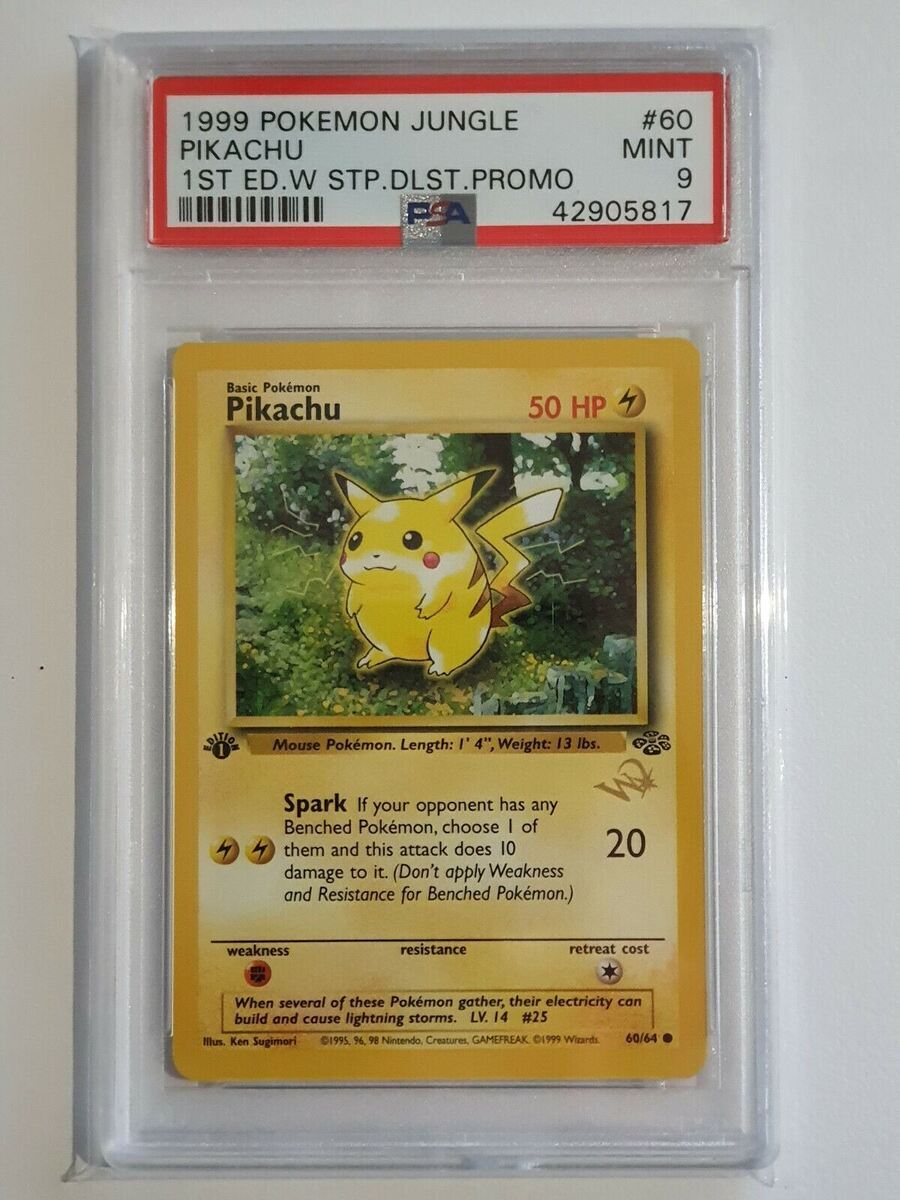 1999 POKEMON JUNGLE #60
PIKACHU MINT
1ST ED.W STP.DLST.PROMO 9
PSA 42905817
Basic Pokémon
Pikachu 50 HP
EDITION 1
Mouse Pokémon. Length: 1' 4", Weight: 13 lbs.
W
Spark If your opponent has any
Benched Pokémon, choose 1 of
them and this attack does 10
damage to it. (Don't apply Weakness
and Resistance for Benched Pokémon.)
20
weakness resistance retreat cost
When several of these Pokémon gather, their electricity can
build and cause lightning storms. LV. 14 #25
Illus. Ken Sugimori ©1995, 96, 98 Nintendo, Creatures, GAMEFREAK. ©1999 Wizards. 60/64